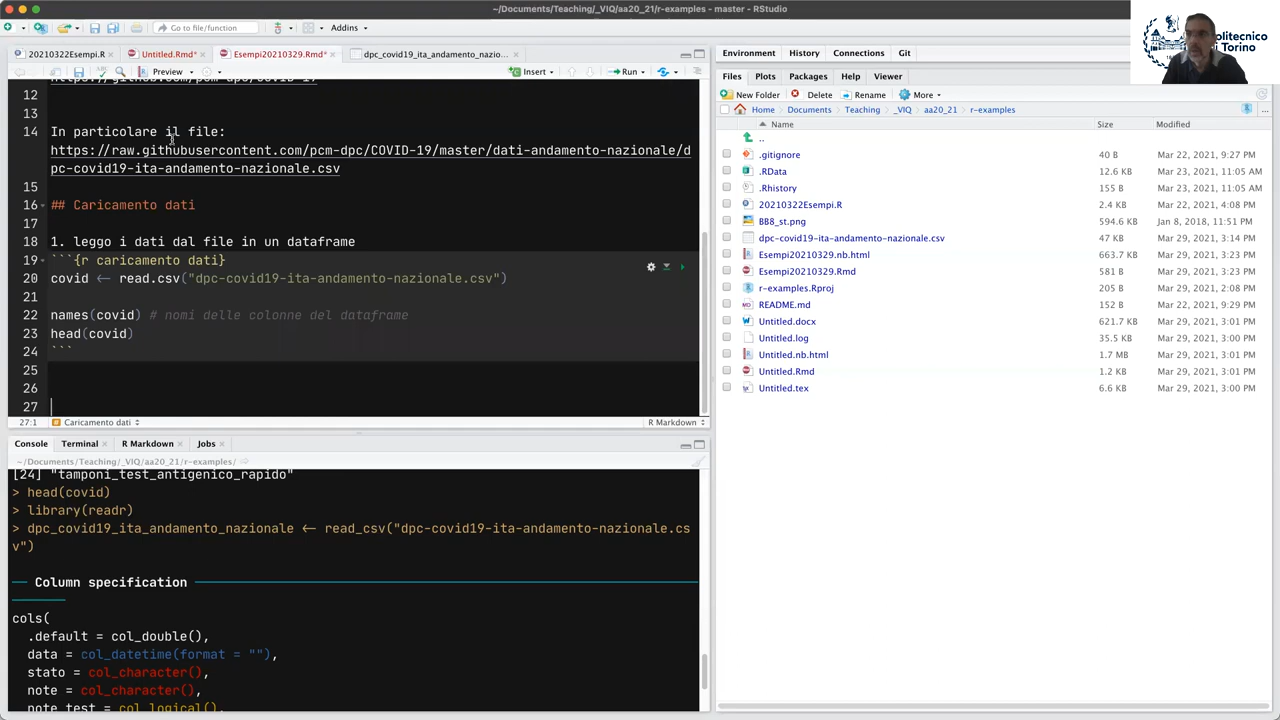 ~/Documents/Teaching/_VIQ/aa20_21/r-examples - master - RStudio
Go to file/function
Addins
20210322Esempi.R
Untitled.Rmd*
Esempi20210329.Rmd*
dpc_covid19_ita_andamento_nazio...
Preview
Insert
Run
12
13
14 In particolare il file:
https://raw.githubusercontent.com/pcm-dpc/COVID-19/master/dati-andamento-nazionale/d
pc-covid19-ita-andamento-nazionale.csv
15
16 ## Caricamento dati
17
18 1. leggo i dati dal file in un dataframe
19 ```{r caricamento dati}
20 covid <- read.csv("dpc-covid19-ita-andamento-nazionale.csv")
21
22 names(covid) # nomi delle colonne del dataframe
23 head(covid)
24 ```
25
26
27
27:1 Caricamento dati
R Markdown
Console Terminal R Markdown Jobs
~/Documents/Teaching/_VIQ/aa20_21/r-examples/
[24] "tamponi_test_antigenico_rapido"
> head(covid)
> library(readr)
> dpc_covid19_ita_andamento_nazionale <- read_csv("dpc-covid19-ita-andamento-nazionale.cs
v")
Column specification
cols(
.default = col_double(),
data = col_datetime(format = ""),
stato = col_character(),
note = col_character(),
note_test = col_logical(),
Environment History Connections Git
Files Plots Packages Help Viewer
New Folder Delete Rename More
Home Documents Teaching _VIQ aa20_21 r-examples
Name Size Modified
..
.gitignore 40 B Mar 22, 2021, 9:27 PM
.RData 12.6 KB Mar 23, 2021, 11:05 AM
.Rhistory 155 B Mar 23, 2021, 11:05 AM
20210322Esempi.R 2.4 KB Mar 22, 2021, 4:08 PM
BB8_st.png 594.6 KB Jan 8, 2018, 11:51 PM
dpc-covid19-ita-andamento-nazionale.csv 47 KB Mar 29, 2021, 3:14 PM
Esempi20210329.nb.html 663.7 KB Mar 29, 2021, 3:23 PM
Esempi20210329.Rmd 581 B Mar 29, 2021, 3:23 PM
r-examples.Rproj 205 B Mar 29, 2021, 2:08 PM
README.md 152 B Mar 22, 2021, 9:29 PM
Untitled.docx 621.7 KB Mar 29, 2021, 3:01 PM
Untitled.log 35.5 KB Mar 29, 2021, 3:00 PM
Untitled.nb.html 1.7 MB Mar 29, 2021, 3:01 PM
Untitled.Rmd 1.2 KB Mar 29, 2021, 3:01 PM
Untitled.tex 6.6 KB Mar 29, 2021, 3:00 PM
di Torino